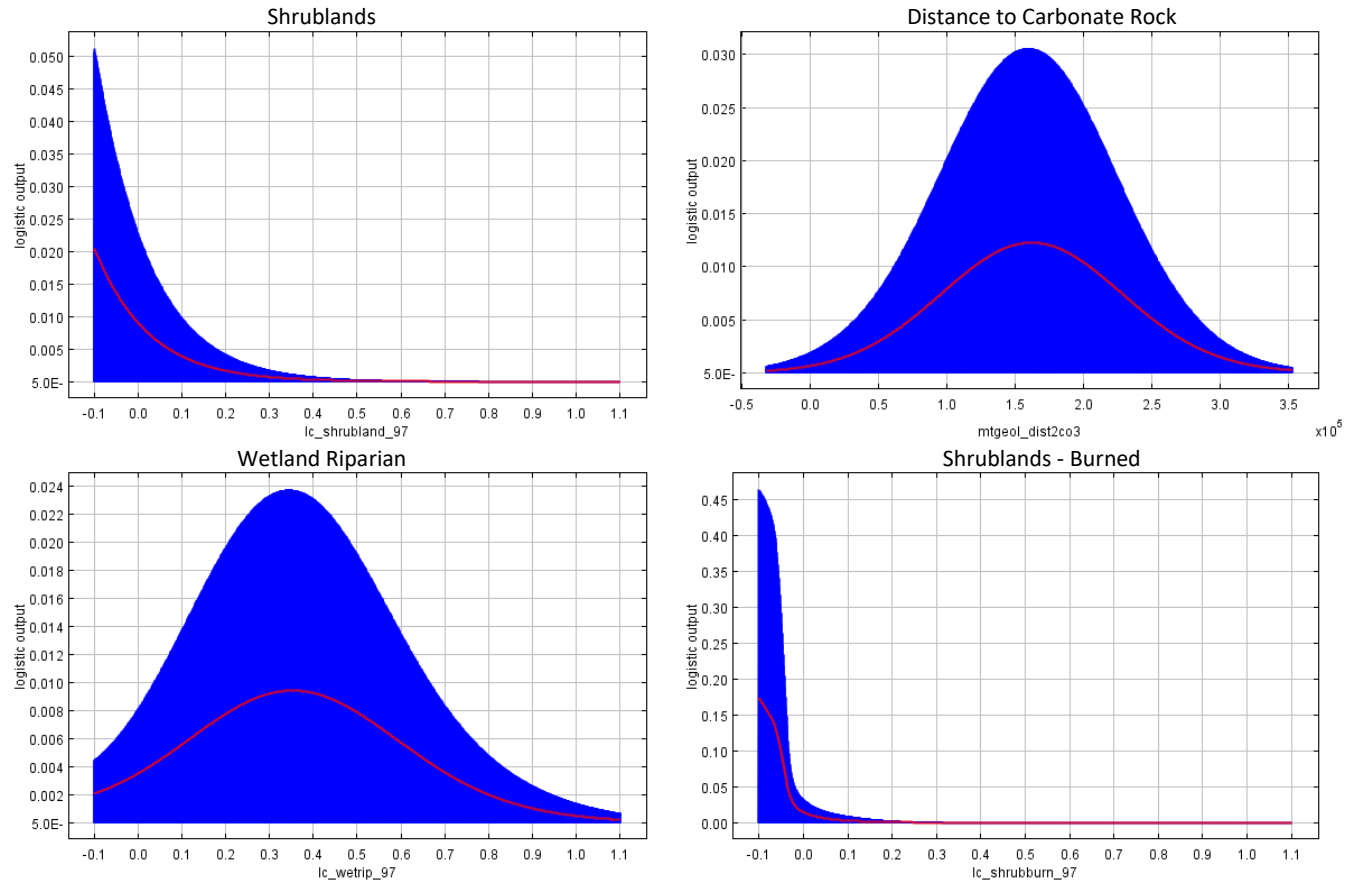 Shrublands
0.050
0.045
0.040
0.035
0.030
0.025
0.020
0.015
0.010
0.005
5.0E-
logistic output
-0.1 0.0 0.1 0.2 0.3 0.4 0.5 0.6 0.7 0.8 0.9 1.0 1.1
lc_shrubland_97
Distance to Carbonate Rock
0.030
0.025
0.020
0.015
0.010
0.005
5.0E-
logistic output
-0.5 0.0 0.5 1.0 1.5 2.0 2.5 3.0 3.5
mtgeol_dist2co3
x10^5
Wetland Riparian
0.024
0.022
0.020
0.018
0.016
0.014
0.012
0.010
0.008
0.006
0.004
0.002
5.0E-
logistic output
-0.1 0.0 0.1 0.2 0.3 0.4 0.5 0.6 0.7 0.8 0.9 1.0 1.1
lc_wetrip_97
Shrublands - Burned
0.45
0.40
0.35
0.30
0.25
0.20
0.15
0.10
0.05
0.00
logistic output
-0.1 0.0 0.1 0.2 0.3 0.4 0.5 0.6 0.7 0.8 0.9 1.0 1.1
lc_shrubburn_97